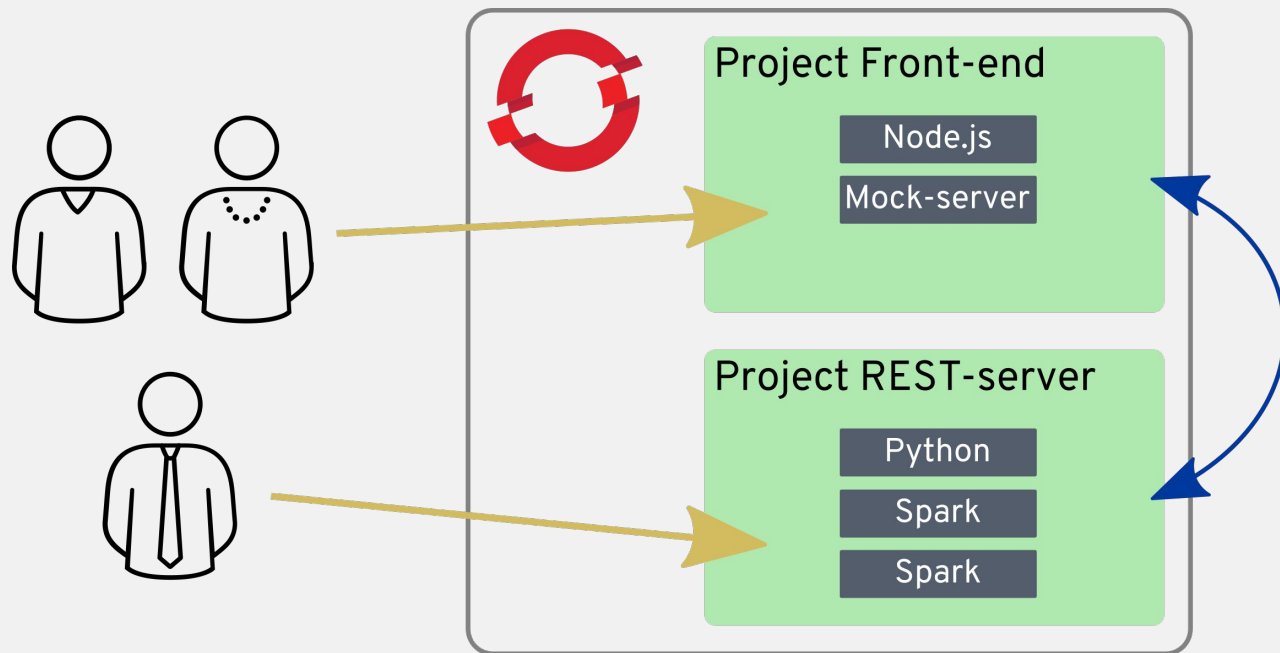 Project Front-end
Node.js
Mock-server
Project REST-server
Python
Spark
Spark